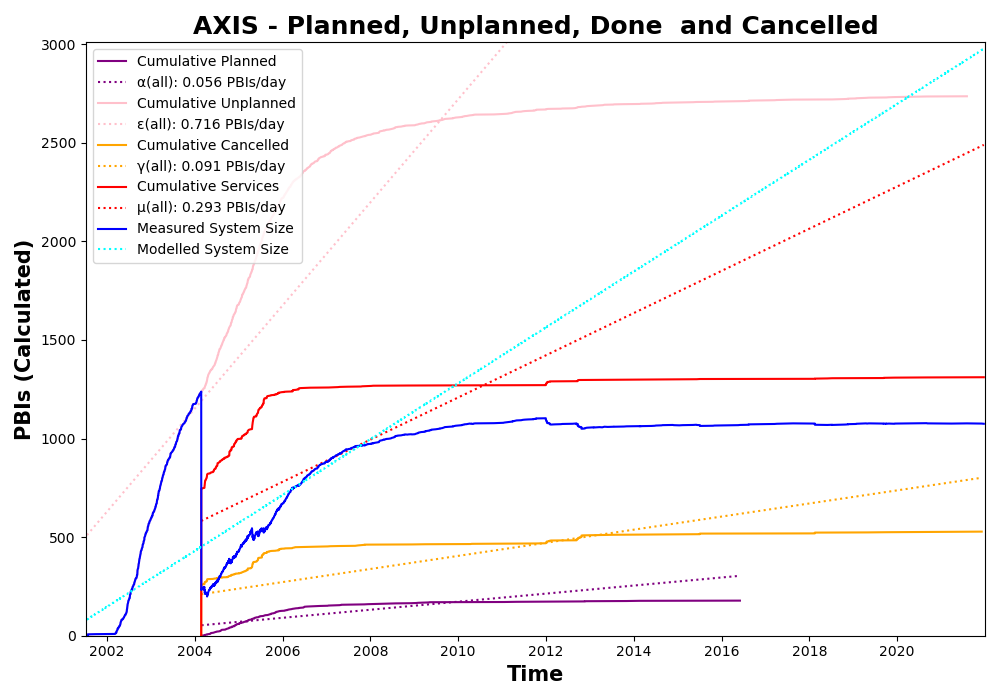 AXIS - Planned, Unplanned, Done  and Cancelled
PBIs (Calculated)
3000
2500
2000
1500
1000
500
0
Cumulative Planned
α(all): 0.056 PBIs/day
Cumulative Unplanned
ε(all): 0.716 PBIs/day
Cumulative Cancelled
γ(all): 0.091 PBIs/day
Cumulative Services
μ(all): 0.293 PBIs/day
Measured System Size
Modelled System Size
2002 2004 2006 2008 2010 2012 2014 2016 2018 2020
Time